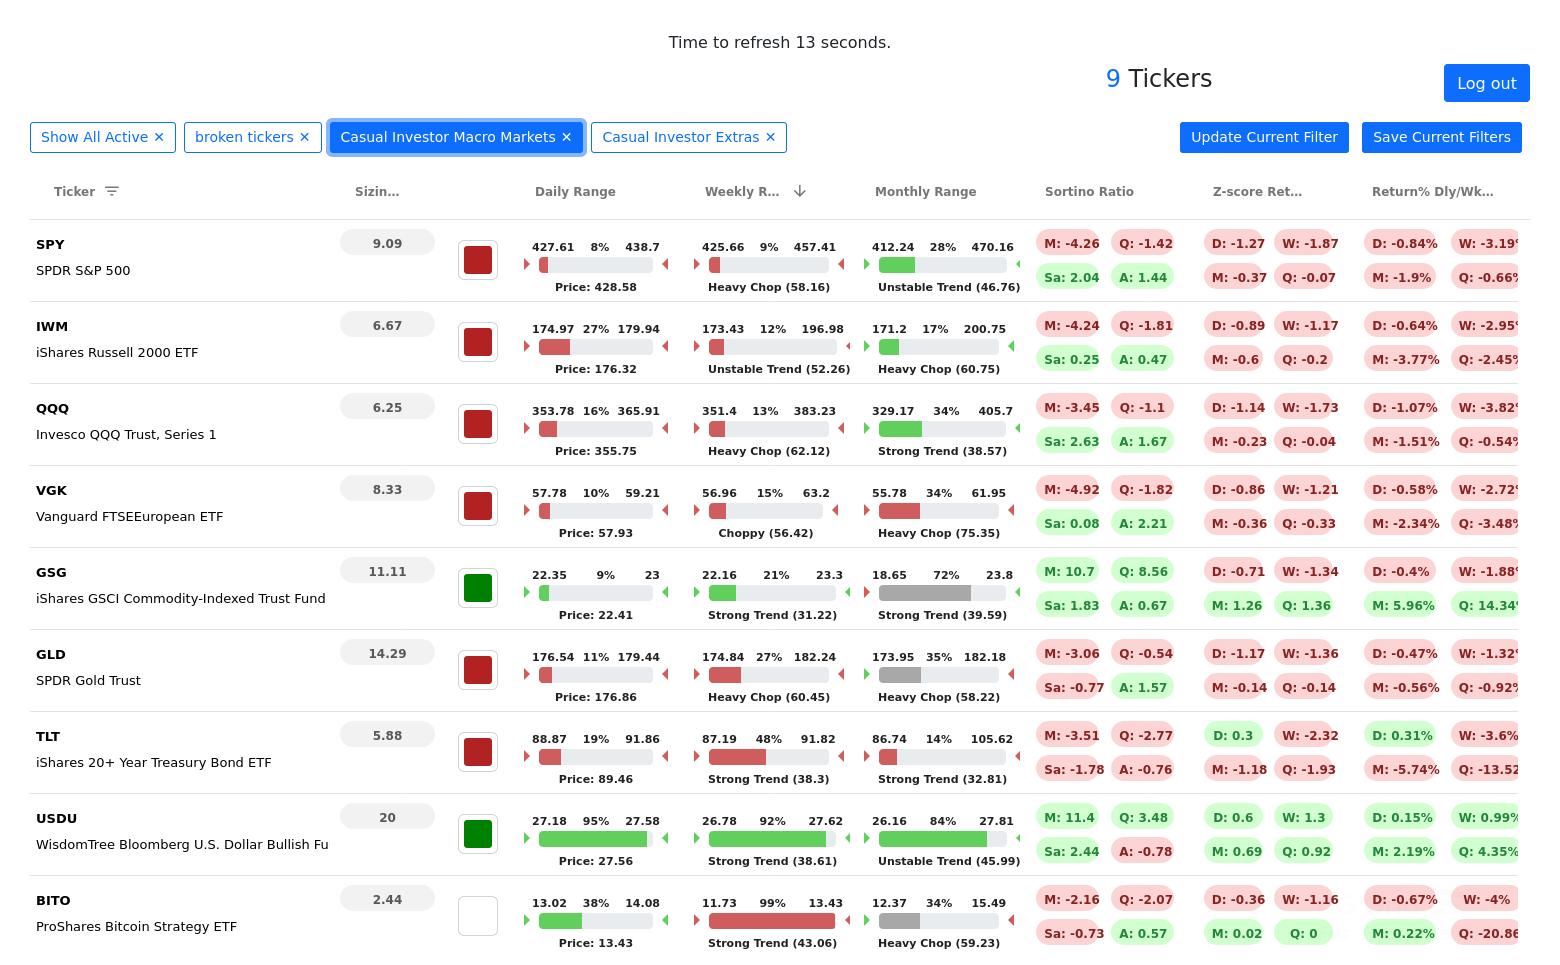 Time to refresh 13 seconds.
9 Tickers
Log out
Show All Active ✕ broken tickers ✕ Casual Investor Macro Markets ✕ Casual Investor Extras ✕ Update Current Filter Save Current Filters
Ticker Sizin... Daily Range Weekly R... Monthly Range Sortino Ratio Z-score Ret... Return% Dly/Wk...
SPY 9.09 427.61 8% 438.7 425.66 9% 457.41 412.24 28% 470.16 M: -4.26 Q: -1.42 D: -1.27 W: -1.87 D: -0.84% W: -3.19%
SPDR S&P 500 Sa: 2.04 A: 1.44 M: -0.37 Q: -0.07 M: -1.9% Q: -0.66%
Price: 428.58 Heavy Chop (58.16) Unstable Trend (46.76)
IWM 6.67 174.97 27% 179.94 173.43 12% 196.98 171.2 17% 200.75 M: -4.24 Q: -1.81 D: -0.89 W: -1.17 D: -0.64% W: -2.95%
iShares Russell 2000 ETF Sa: 0.25 A: 0.47 M: -0.6 Q: -0.2 M: -3.77% Q: -2.45%
Price: 176.32 Unstable Trend (52.26) Heavy Chop (60.75)
QQQ 6.25 353.78 16% 365.91 351.4 13% 383.23 329.17 34% 405.7 M: -3.45 Q: -1.1 D: -1.14 W: -1.73 D: -1.07% W: -3.82%
Invesco QQQ Trust, Series 1 Sa: 2.63 A: 1.67 M: -0.23 Q: -0.04 M: -1.51% Q: -0.54%
Price: 355.75 Heavy Chop (62.12) Strong Trend (38.57)
VGK 8.33 57.78 10% 59.21 56.96 15% 63.2 55.78 34% 61.95 M: -4.92 Q: -1.82 D: -0.86 W: -1.21 D: -0.58% W: -2.72%
Vanguard FTSEEuropean ETF Sa: 0.08 A: 2.21 M: -0.36 Q: -0.33 M: -2.34% Q: -3.48%
Price: 57.93 Choppy (56.42) Heavy Chop (75.35)
GSG 11.11 22.35 9% 23 22.16 21% 23.3 18.65 72% 23.8 M: 10.7 Q: 8.56 D: -0.71 W: -1.34 D: -0.4% W: -1.88%
iShares GSCI Commodity-Indexed Trust Fund Sa: 1.83 A: 0.67 M: 1.26 Q: 1.36 M: 5.96% Q: 14.34%
Price: 22.41 Strong Trend (31.22) Strong Trend (39.59)
GLD 14.29 176.54 11% 179.44 174.84 27% 182.24 173.95 35% 182.18 M: -3.06 Q: -0.54 D: -1.17 W: -1.36 D: -0.47% W: -1.32%
SPDR Gold Trust Sa: -0.77 A: 1.57 M: -0.14 Q: -0.14 M: -0.56% Q: -0.92%
Price: 176.86 Heavy Chop (60.45) Heavy Chop (58.22)
TLT 5.88 88.87 19% 91.86 87.19 48% 91.82 86.74 14% 105.62 M: -3.51 Q: -2.77 D: 0.3 W: -2.32 D: 0.31% W: -3.6%
iShares 20+ Year Treasury Bond ETF Sa: -1.78 A: -0.76 M: -1.18 Q: -1.93 M: -5.74% Q: -13.52
Price: 89.46 Strong Trend (38.3) Strong Trend (32.81)
USDU 20 27.18 95% 27.58 26.78 92% 27.62 26.16 84% 27.81 M: 11.4 Q: 3.48 D: 0.6 W: 1.3 D: 0.15% W: 0.99%
WisdomTree Bloomberg U.S. Dollar Bullish Fu Sa: 2.44 A: -0.78 M: 0.69 Q: 0.92 M: 2.19% Q: 4.35%
Price: 27.56 Strong Trend (38.61) Unstable Trend (45.99)
BITO 2.44 13.02 38% 14.08 11.73 99% 13.43 12.37 34% 15.49 M: -2.16 Q: -2.07 D: -0.36 W: -1.16 D: -0.67% W: -4%
ProShares Bitcoin Strategy ETF Sa: -0.73 A: 0.57 M: 0.02 Q: 0 M: 0.22% Q: -20.86
Price: 13.43 Strong Trend (43.06) Heavy Chop (59.23)